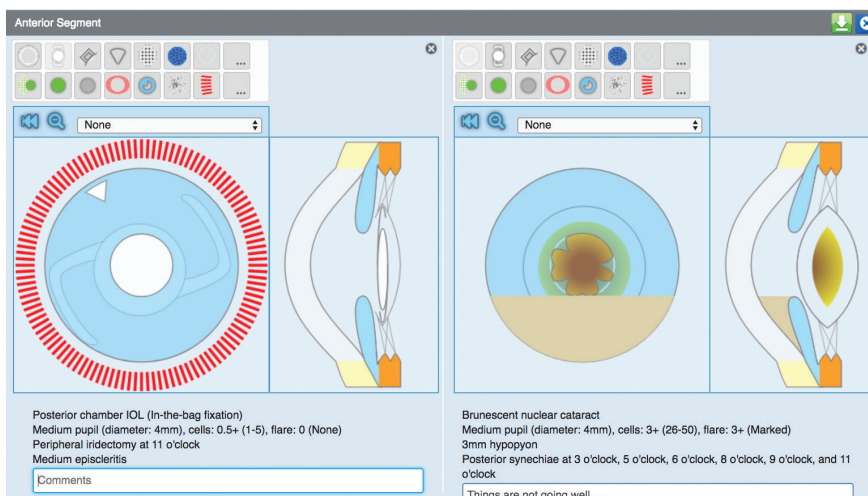 Anterior Segment
...
...
...
...
None
None
Posterior chamber IOL (In-the-bag fixation)
Medium pupil (diameter: 4mm), cells: 0.5+ (1-5), flare: 0 (None)
Peripheral iridectomy at 11 o'clock
Medium episcleritis
Comments
Brunescent nuclear cataract
Medium pupil (diameter: 4mm), cells: 3+ (26-50), flare: 3+ (Marked)
3mm hypopyon
Posterior synechiae at 3 o'clock, 5 o'clock, 6 o'clock, 8 o'clock, 9 o'clock, and 11
o'clock
Things are not going well